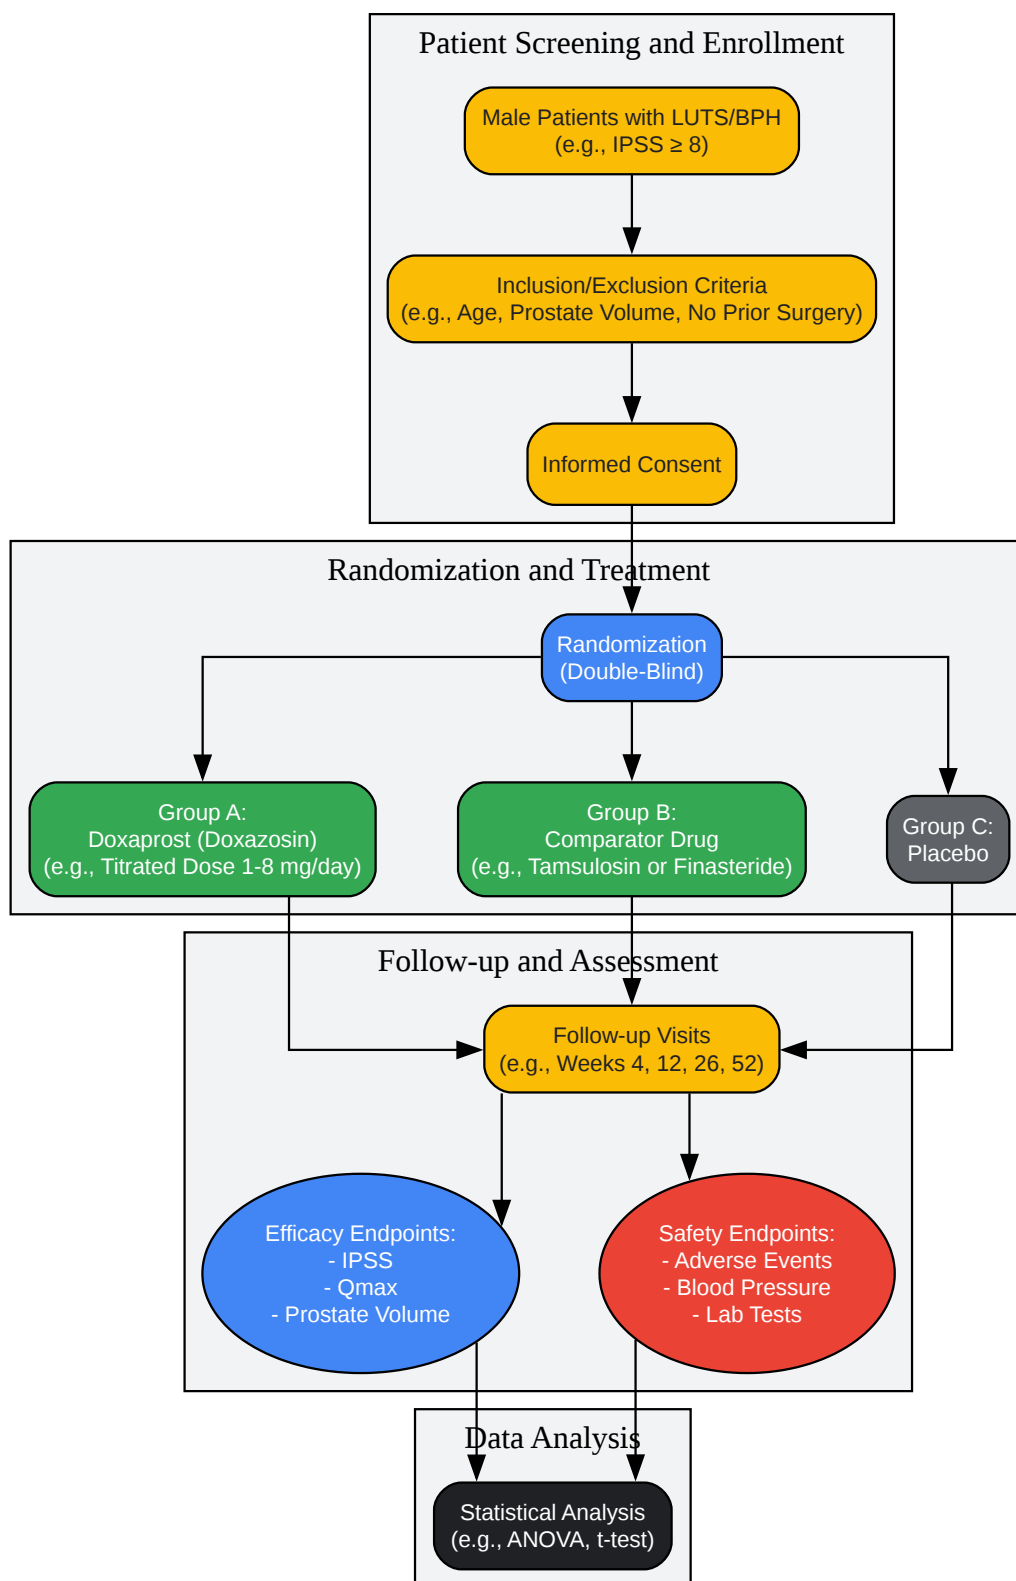 Patient Screening and Enrollment
Male Patients with LUTS/BPH
(e.g., IPSS ≥ 8)
Inclusion/Exclusion Criteria
(e.g., Age, Prostate Volume, No Prior Surgery)
Informed Consent
Randomization and Treatment
Randomization
(Double-Blind)
Group A:
Doxaprost (Doxazosin)
(e.g., Titrated Dose 1-8 mg/day)
Group B:
Comparator Drug
(e.g., Tamsulosin or Finasteride)
Group C:
Placebo
Follow-up and Assessment
Follow-up Visits
(e.g., Weeks 4, 12, 26, 52)
Efficacy Endpoints:
- IPSS
- Qmax
- Prostate Volume
Safety Endpoints:
- Adverse Events
- Blood Pressure
- Lab Tests
Data Analysis
Statistical Analysis
(e.g., ANOVA, t-test)